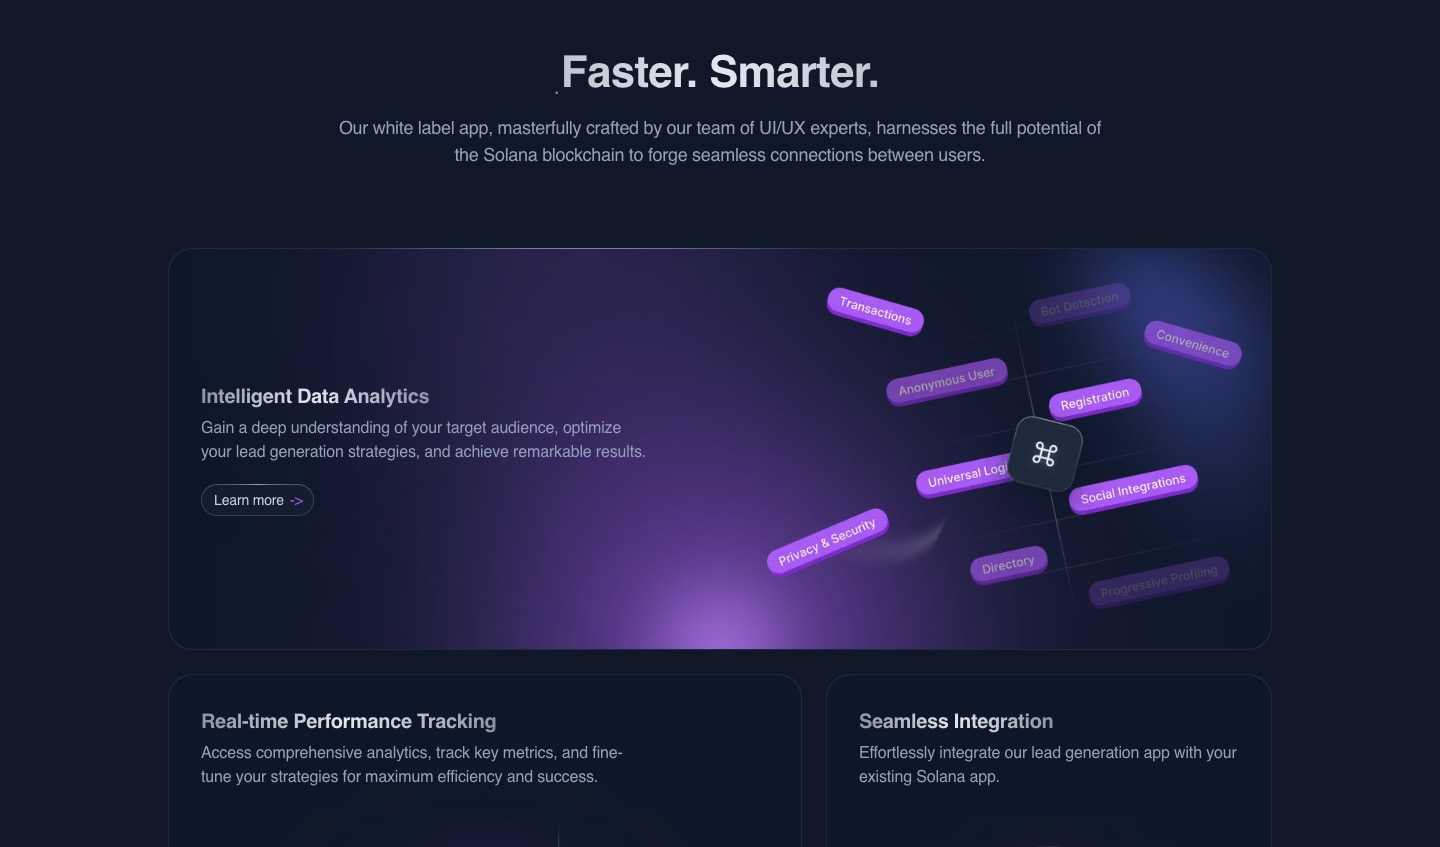 Faster. Smarter.
Our white label app, masterfully crafted by our team of UI/UX experts, harnesses the full potential of
the Solana blockchain to forge seamless connections between users.
Transactions
Bot Detection
Convenience
Anonymous User
Registration
Intelligent Data Analytics
Gain a deep understanding of your target audience, optimize
your lead generation strategies, and achieve remarkable results.
Learn more ->
Universal Logi
Social Integrations
Privacy & Security
Directory
Progressive Profiling
Real-time Performance Tracking
Access comprehensive analytics, track key metrics, and fine-
tune your strategies for maximum efficiency and success.
Seamless Integration
Effortlessly integrate our lead generation app with your
existing Solana app.